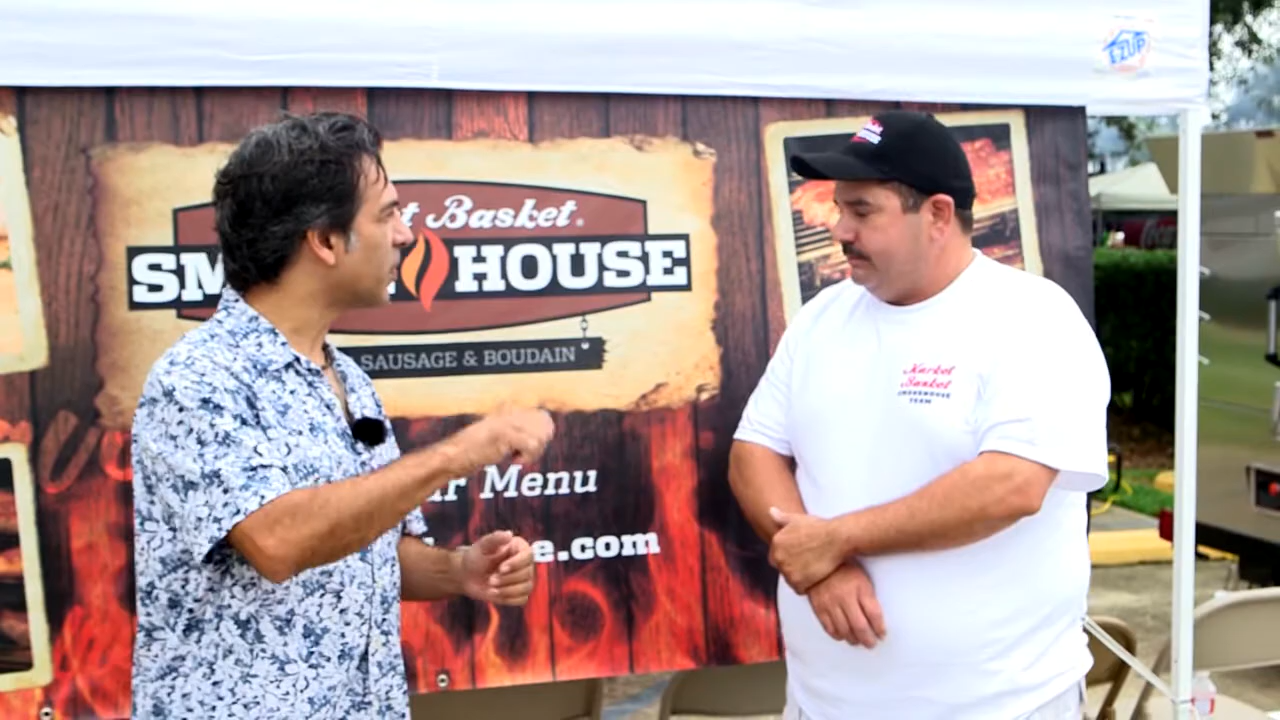 EZUP
t Basket
SM HOUSE
SAUSAGE & BOUDAIN
r Menu
e.com
Market
Basket
SMOKEHOUSE
TEAM